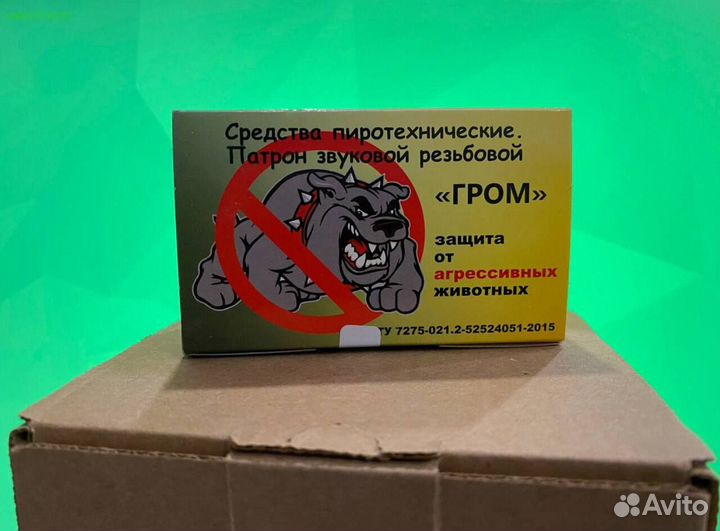 Средства пиротехнические.
Патрон звуковой резьбовой
«ГРОМ»
защита
от
агрессивных
животных
ТУ 7275-021.2-52524051-2015
Avito